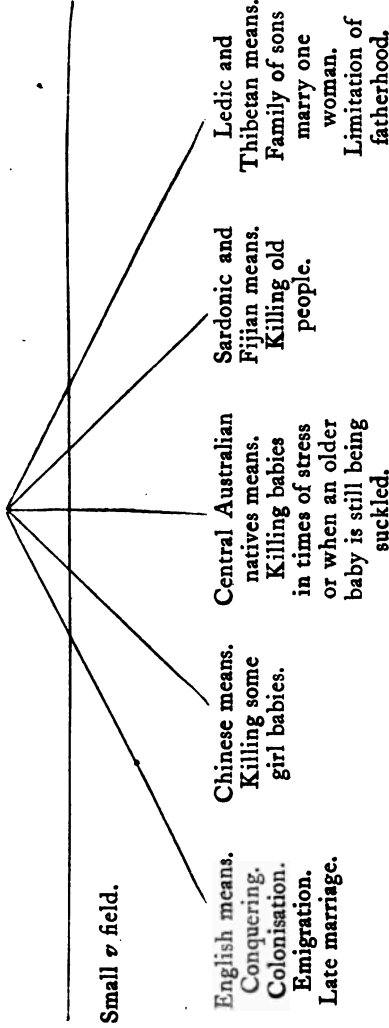 Small v field.
English means.
Conquering.
Colonisation.
Emigration.
Late marriage.
Chinese means.
Killing some
girl babies.
Central Australian
natives means.
Killing babies
in times of stress
or when an older
baby is still being
suckled.
Sardonic and
Fijian means.
Killing old
people.
Ledic and
Thibetan means.
Family of sons
marry one
woman.
Limitation of
fatherhood.